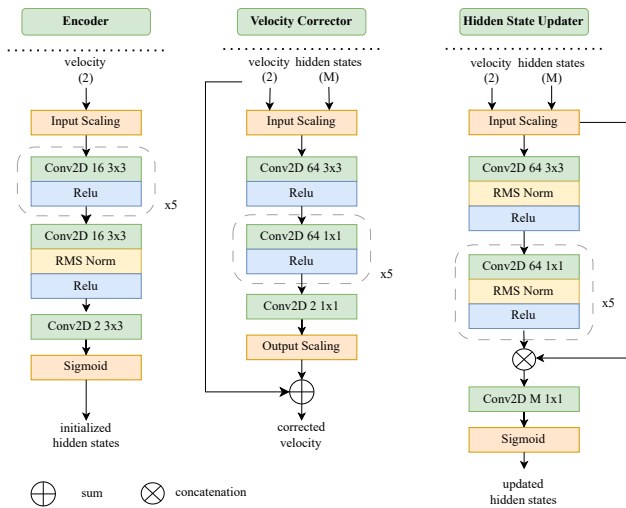 Encoder
velocity
(2)
Input Scaling
Conv2D 16 3x3
Relu
x5
Conv2D 16 3x3
RMS Norm
Relu
Conv2D 2 3x3
Sigmoid
initialized
hidden states
Velocity Corrector
velocity hidden states
(2) (M)
Input Scaling
Conv2D 64 3x3
Relu
Conv2D 64 1x1
Relu
x5
Conv2D 2 1x1
Output Scaling
corrected
velocity
Hidden State Updater
velocity hidden states
(2) (M)
Input Scaling
Conv2D 64 3x3
RMS Norm
Relu
Conv2D 64 1x1
RMS Norm
Relu
x5
Conv2D M 1x1
Sigmoid
updated
hidden states
sum
concatenation